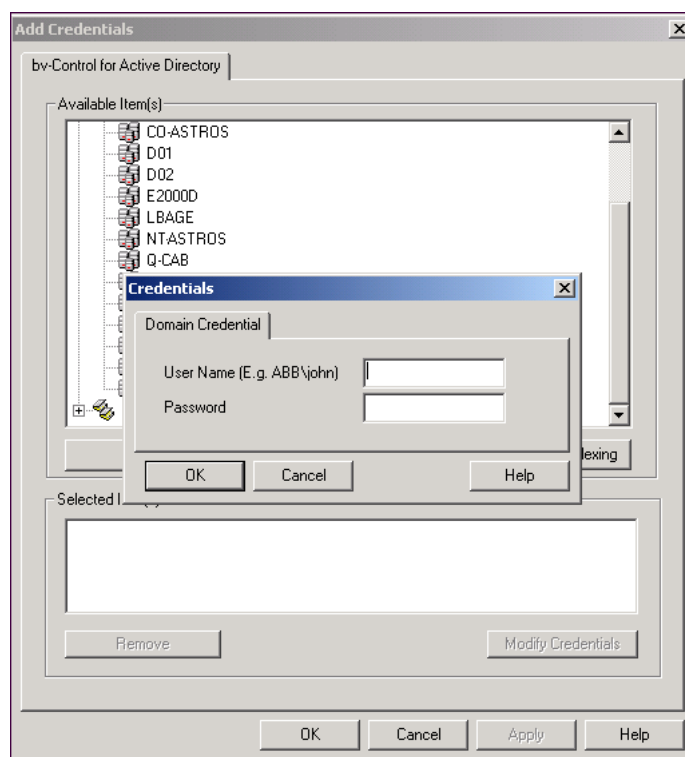 Add Credentials
bv-Control for Active Directory
Available Item(s)
CO-ASTROS
D01
D02
E2000D
LBAGE
NT-ASTROS
Q-CAB
Credentials
Domain Credential
User Name (E.g. ABB\john)
Password
OK Cancel Help
lexing
Selected
Remove Modify Credentials
OK Cancel Apply Help